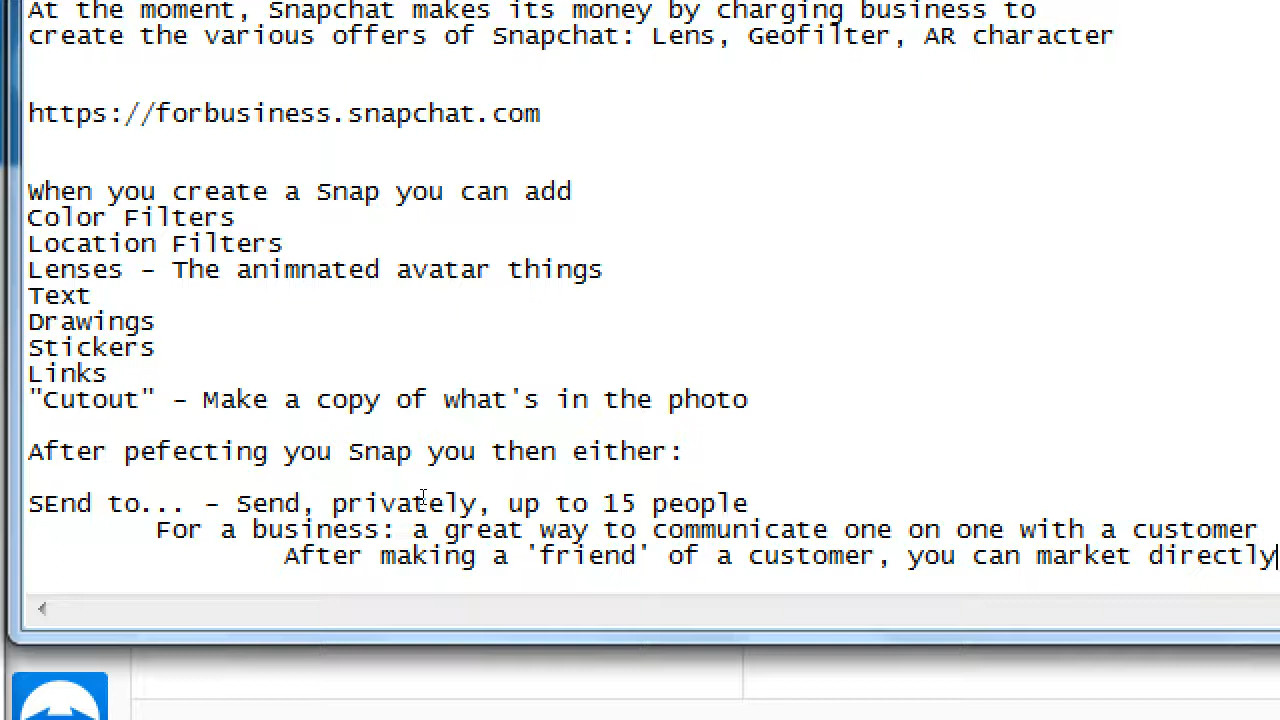 At the moment, Snapchat makes its money by charging business to
create the various offers of Snapchat: Lens, Geofilter, AR character
https://forbusiness.snapchat.com
When you create a Snap you can add
Color Filters
Location Filters
Lenses - The animnated avatar things
Text
Drawings
Stickers
Links
"Cutout" - Make a copy of what's in the photo
After pefecting you Snap you then either:
SEnd to... - Send, privately, up to 15 people
For a business: a great way to communicate one on one with a customer
After making a 'friend' of a customer, you can market directly